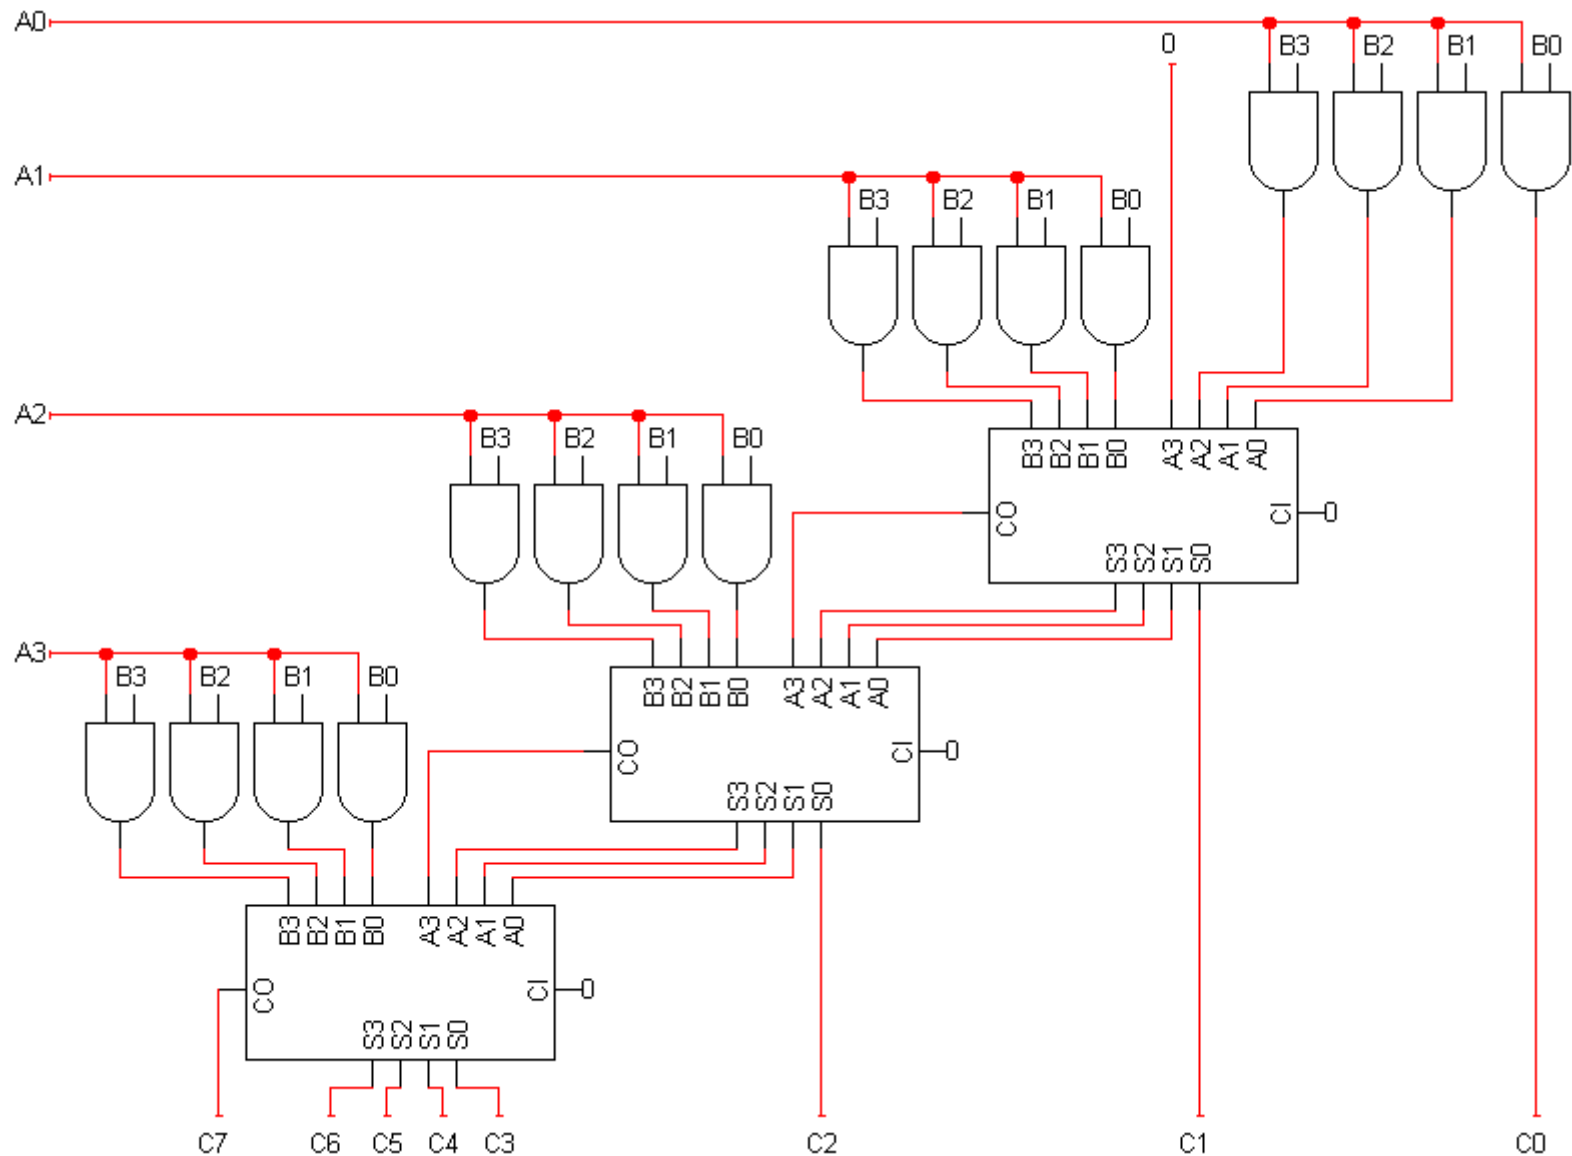 A0
0
B3 B2 B1 B0
A1
B3 B2 B1 B0
A2
B3 B2 B1 B0
B3 B2 B1 B0 A3 A2 A1 A0
CO CI 0
S3 S2 S1 S0
A3
B3 B2 B1 B0
B3 B2 B1 B0 A3 A2 A1 A0
CO CI 0
S3 S2 S1 S0
B3 B2 B1 B0 A3 A2 A1 A0
CO CI 0
S3 S2 S1 S0
C7 C6 C5 C4 C3 C2 C1 C0